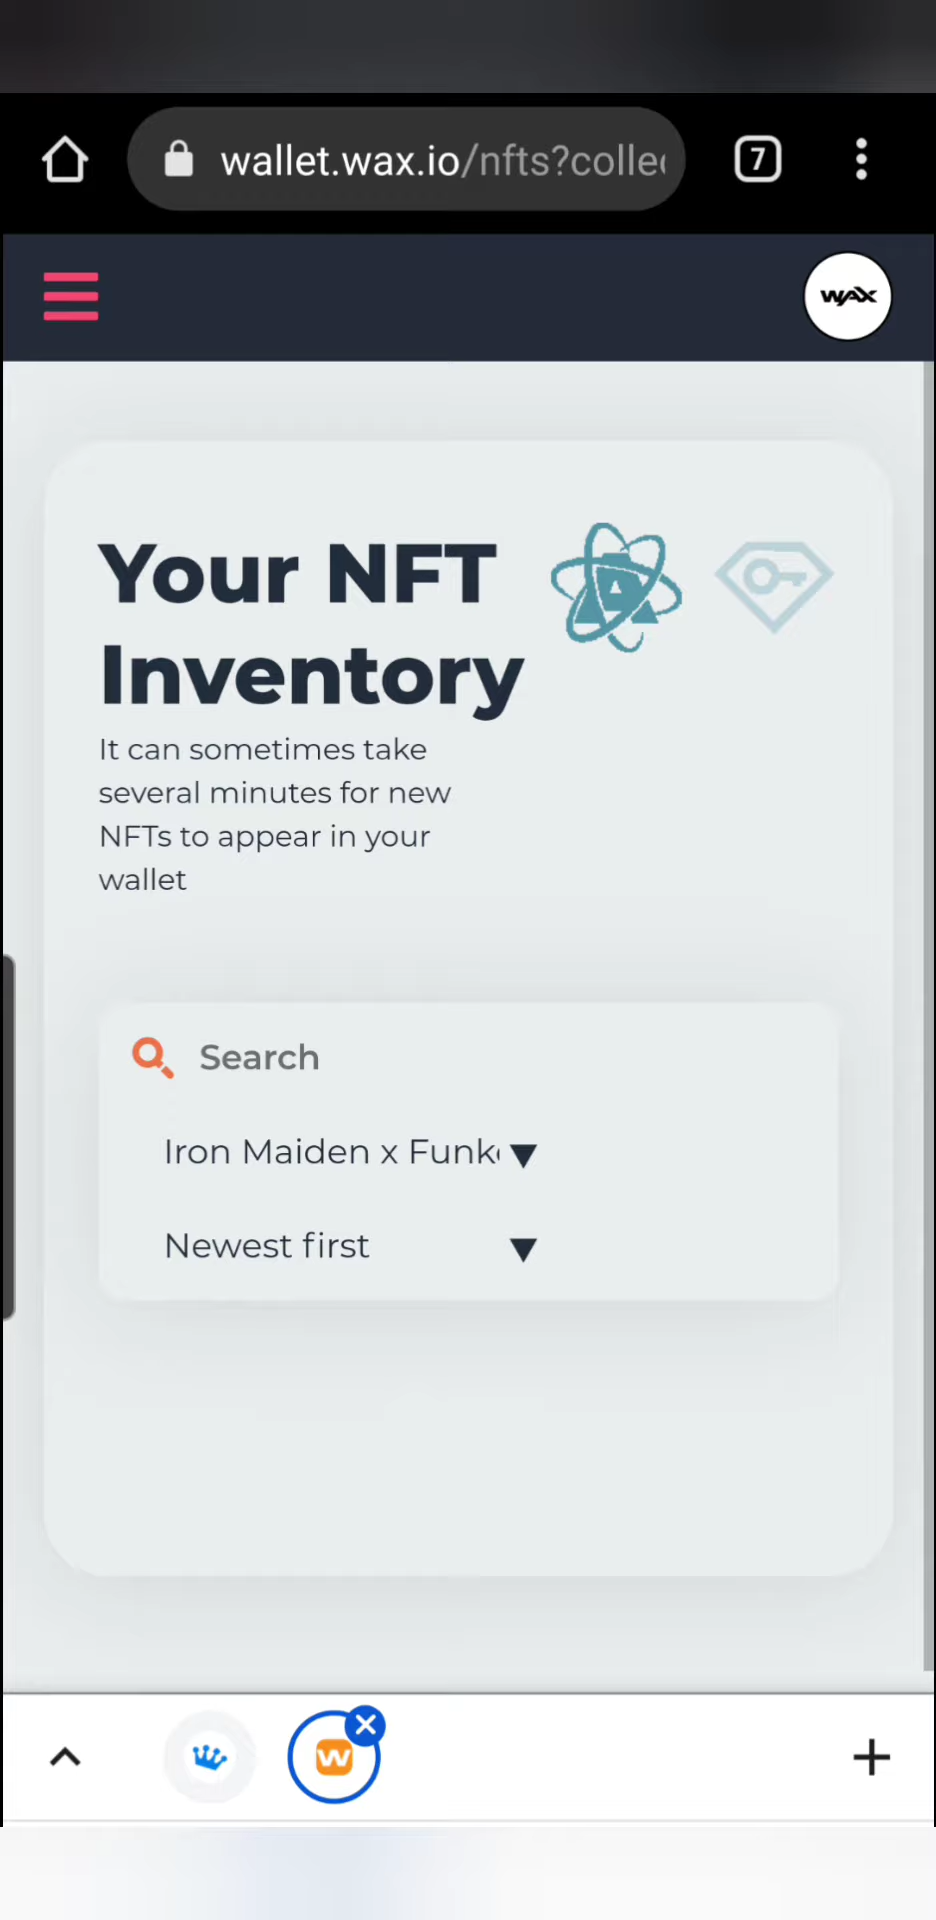 wallet.wax.io/nfts?collec
7
WAX
Your NFT
Inventory
It can sometimes take
several minutes for new
NFTs to appear in your
wallet
Search
Iron Maiden x Funk
Newest first
W